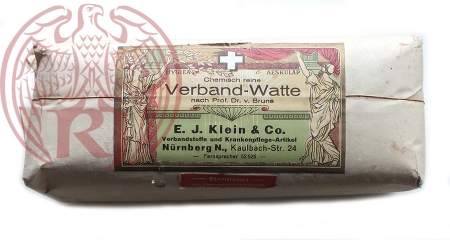 HYGIEA AESKULAP
Chemisch reine
Verband-Watte
nach Prof. Dr. v. Bruns
E. J. Klein & Co.
Verbandstoffe und Krankenpflege-Artikel
Nürnberg N., Kaulbach-Str. 24
Fernsprecher 52528
R